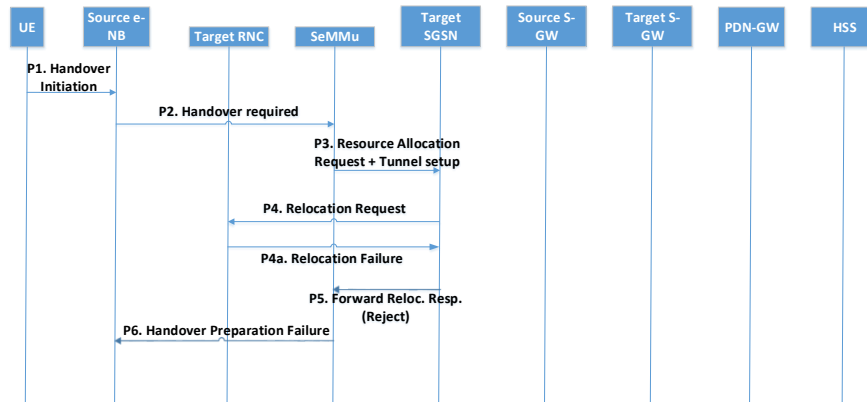 UE
Source e-
NB
Target RNC
SeMMu
Target
SGSN
Source S-
GW
Target S-
GW
PDN-GW
HSS
P1. Handover
Initiation
P2. Handover required
P3. Resource Allocation
Request + Tunnel setup
P4. Relocation Request
P4a. Relocation Failure
P5. Forward Reloc. Resp.
(Reject)
P6. Handover Preparation Failure